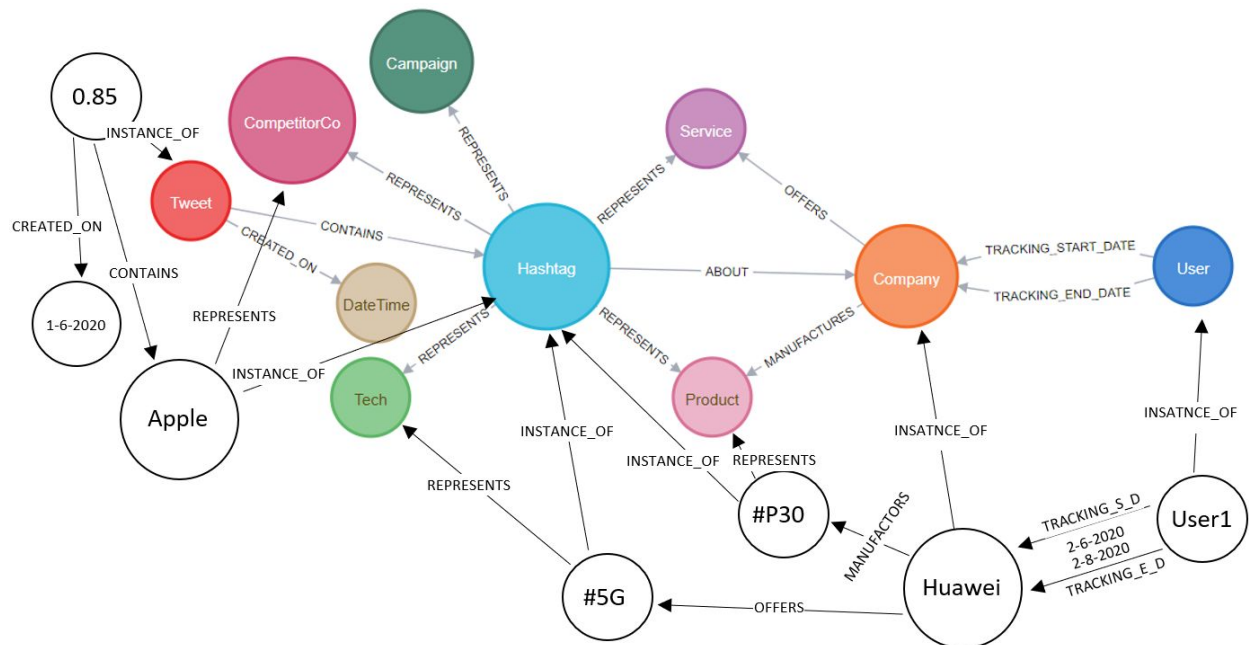 Campaign
0.85
CompetitorCo
INSTANCE_OF
Service
REPRESENTS
REPRESENTS
REPRESENTS
OFFERS
Tweet
CREATED_ON
CONTAINS
CREATED_ON
Hashtag
ABOUT
Company
TRACKING_START_DATE
TRACKING_END_DATE
User
CONTAINS
DateTime
1-6-2020
REPRESENTS
REPRESENTS
REPRESENTS
MANUFACTURES
INSTANCE_OF
Apple
Tech
Product
INSTANCE_OF
INSATNCE_OF
INSATNCE_OF
INSTANCE_OF
REPRESENTS
REPRESENTS
#P30
MANUFACTORS
TRACKING_S_D
2-6-2020
2-8-2020
TRACKING_E_D
User1
#5G
OFFERS
Huawei